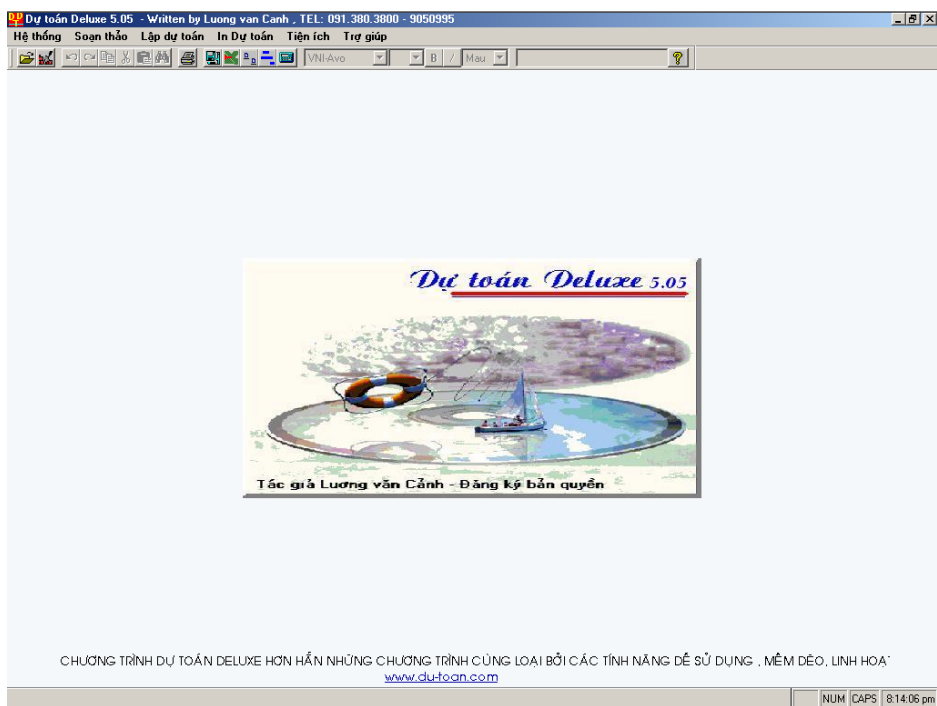 Dự toán Deluxe 5.05 - Written by Luong van Canh , TEL: 091.380.3800 - 9050995
Hệ thống Soạn thảo Lập dự toán In Dự toán Tiện ích Trợ giúp
VNI-Avo B / Mau
Dự toán Deluxe 5.05
Tác giả Lương văn Cảnh - Đăng ký bản quyền
CHƯƠNG TRÌNH DỰ TOÁN DELUXE HƠN HẲN NHỮNG CHƯƠNG TRÌNH CÙNG LOẠI BỞI CÁC TÍNH NĂNG DỄ SỬ DỤNG , MỀM DẺO, LINH HOẠ
www.du-toan.com
NUM CAPS 8:14:06 pm